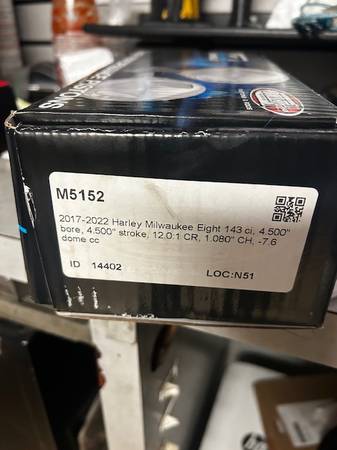 M5152
2017-2022 Harley Milwaukee Eight 143 ci, 4.500"
bore, 4.500" stroke, 12.0.1 CR, 1.080" CH, -7.6
dome cc
ID 14402
LOC:N51